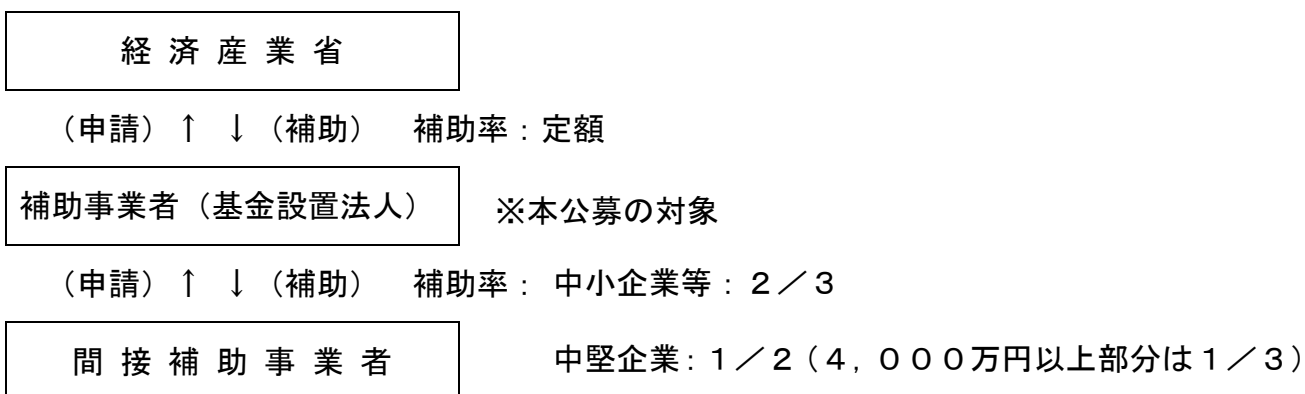 経 済 産 業 省
（申請）↑ ↓（補助） 補助率：定額
補助事業者（基金設置法人） ※本公募の対象
（申請）↑ ↓（補助） 補助率： 中小企業等：２／３
間 接 補 助 事 業 者 中堅企業：１／２（４，０００万円以上部分は１／３）